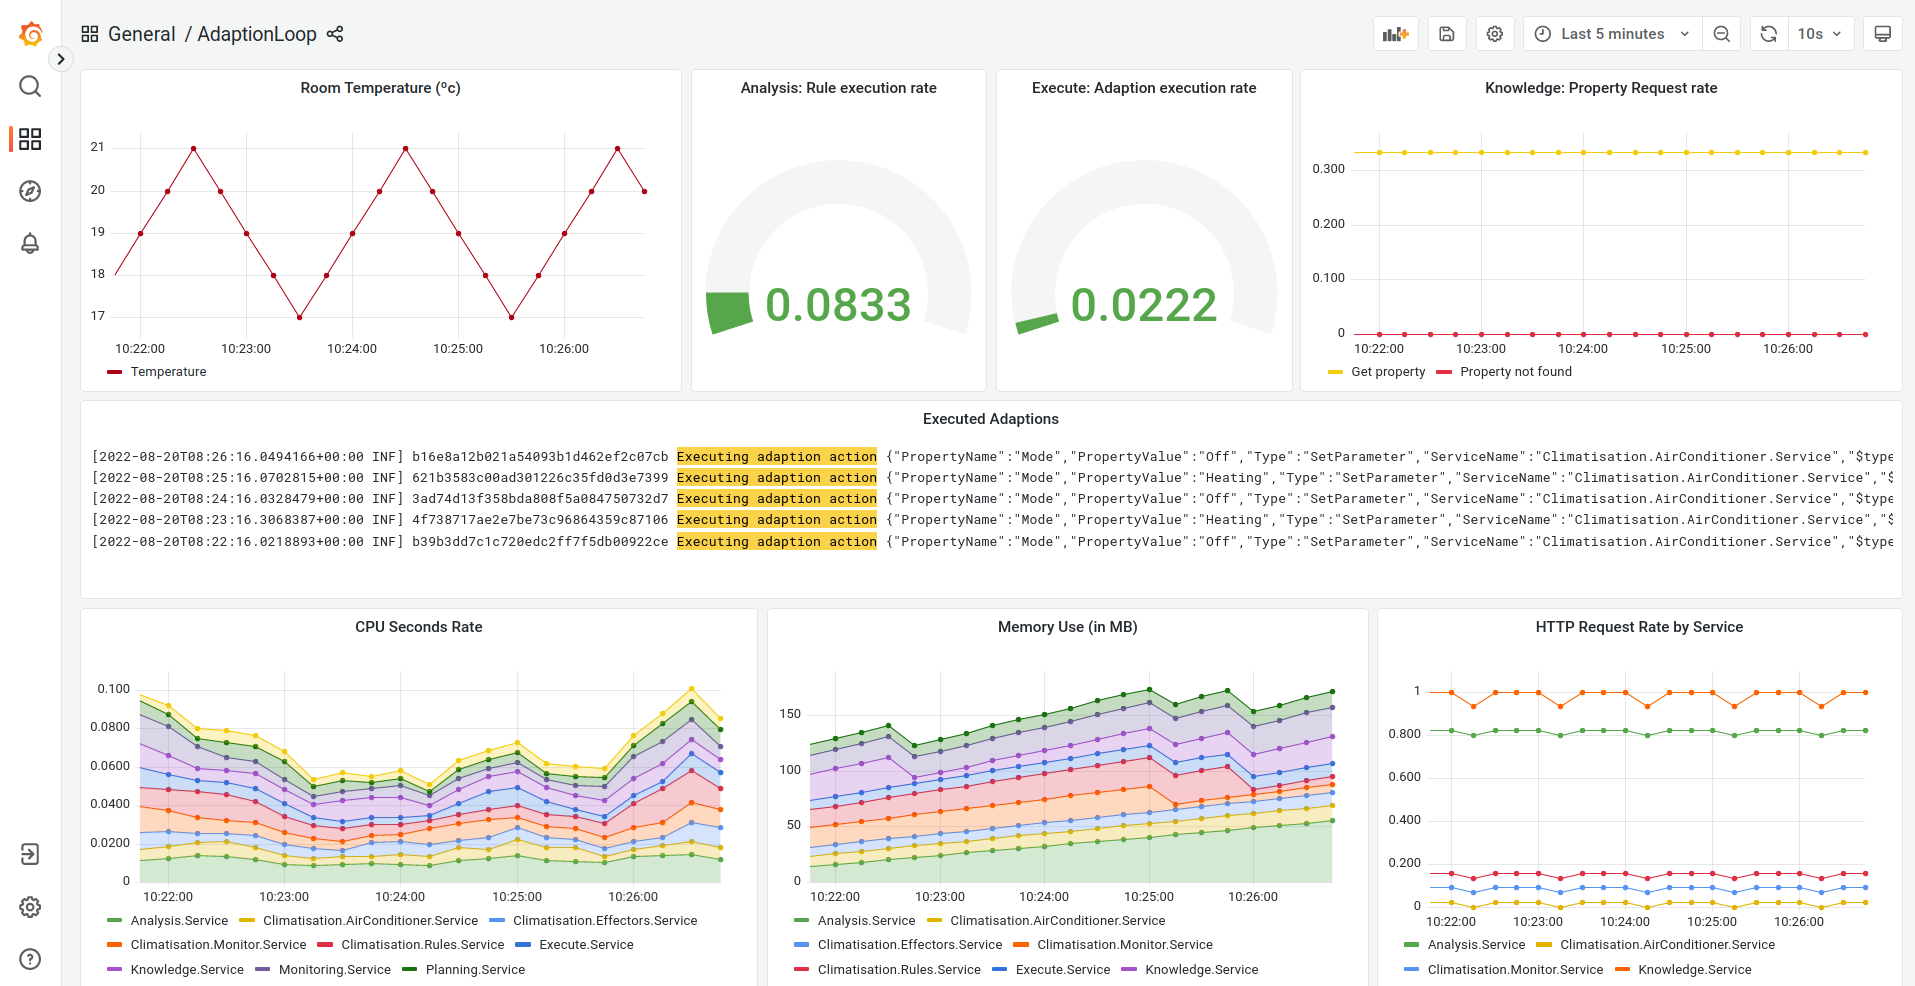 General / AdaptionLoop
Last 5 minutes
10s
Room Temperature (ºc)
21
20
19
18
17
10:22:00 10:23:00 10:24:00 10:25:00 10:26:00
Temperature
Analysis: Rule execution rate
0.0833
Execute: Adaption execution rate
0.0222
Knowledge: Property Request rate
0.300
0.200
0.100
0
10:22:00 10:23:00 10:24:00 10:25:00 10:26:00
Get property Property not found
Executed Adaptions
[2022-08-20T08:26:16.0494166+00:00 INF] b16e8a12b021a54093b1d462ef2c07cb Executing adaption action {"PropertyName":"Mode","PropertyValue":"Off","Type":"SetParameter","ServiceName":"Climatisation.AirConditioner.Service","$type
[2022-08-20T08:25:16.0702815+00:00 INF] 621b3583c00ad301226c35fd0d3e7399 Executing adaption action {"PropertyName":"Mode","PropertyValue":"Heating","Type":"SetParameter","ServiceName":"Climatisation.AirConditioner.Service","$
[2022-08-20T08:24:16.0328479+00:00 INF] 3ad74d13f358bda808f5a084750732d7 Executing adaption action {"PropertyName":"Mode","PropertyValue":"Off","Type":"SetParameter","ServiceName":"Climatisation.AirConditioner.Service","$type
[2022-08-20T08:23:16.3068387+00:00 INF] 4f738717ae2e7be73c96864359c87106 Executing adaption action {"PropertyName":"Mode","PropertyValue":"Heating","Type":"SetParameter","ServiceName":"Climatisation.AirConditioner.Service","$
[2022-08-20T08:22:16.0218893+00:00 INF] b39b3dd7c1c720edc2ff7f5db00922ce Executing adaption action {"PropertyName":"Mode","PropertyValue":"Off","Type":"SetParameter","ServiceName":"Climatisation.AirConditioner.Service","$type
CPU Seconds Rate
0.100
0.0800
0.0600
0.0400
0.0200
0
10:22:00 10:23:00 10:24:00 10:25:00 10:26:00
Analysis.Service Climatisation.AirConditioner.Service Climatisation.Effectors.Service
Climatisation.Monitor.Service Climatisation.Rules.Service Execute.Service
Knowledge.Service Monitoring.Service Planning.Service
Memory Use (in MB)
150
100
50
0
10:22:00 10:23:00 10:24:00 10:25:00 10:26:00
Analysis.Service Climatisation.AirConditioner.Service
Climatisation.Effectors.Service Climatisation.Monitor.Service
Climatisation.Rules.Service Execute.Service Knowledge.Service
HTTP Request Rate by Service
1
0.800
0.600
0.400
0.200
0
10:22:00 10:23:00 10:24:00 10:25:00 10:26:00
Analysis.Service Climatisation.AirConditioner.Service
Climatisation.Monitor.Service Knowledge.Service